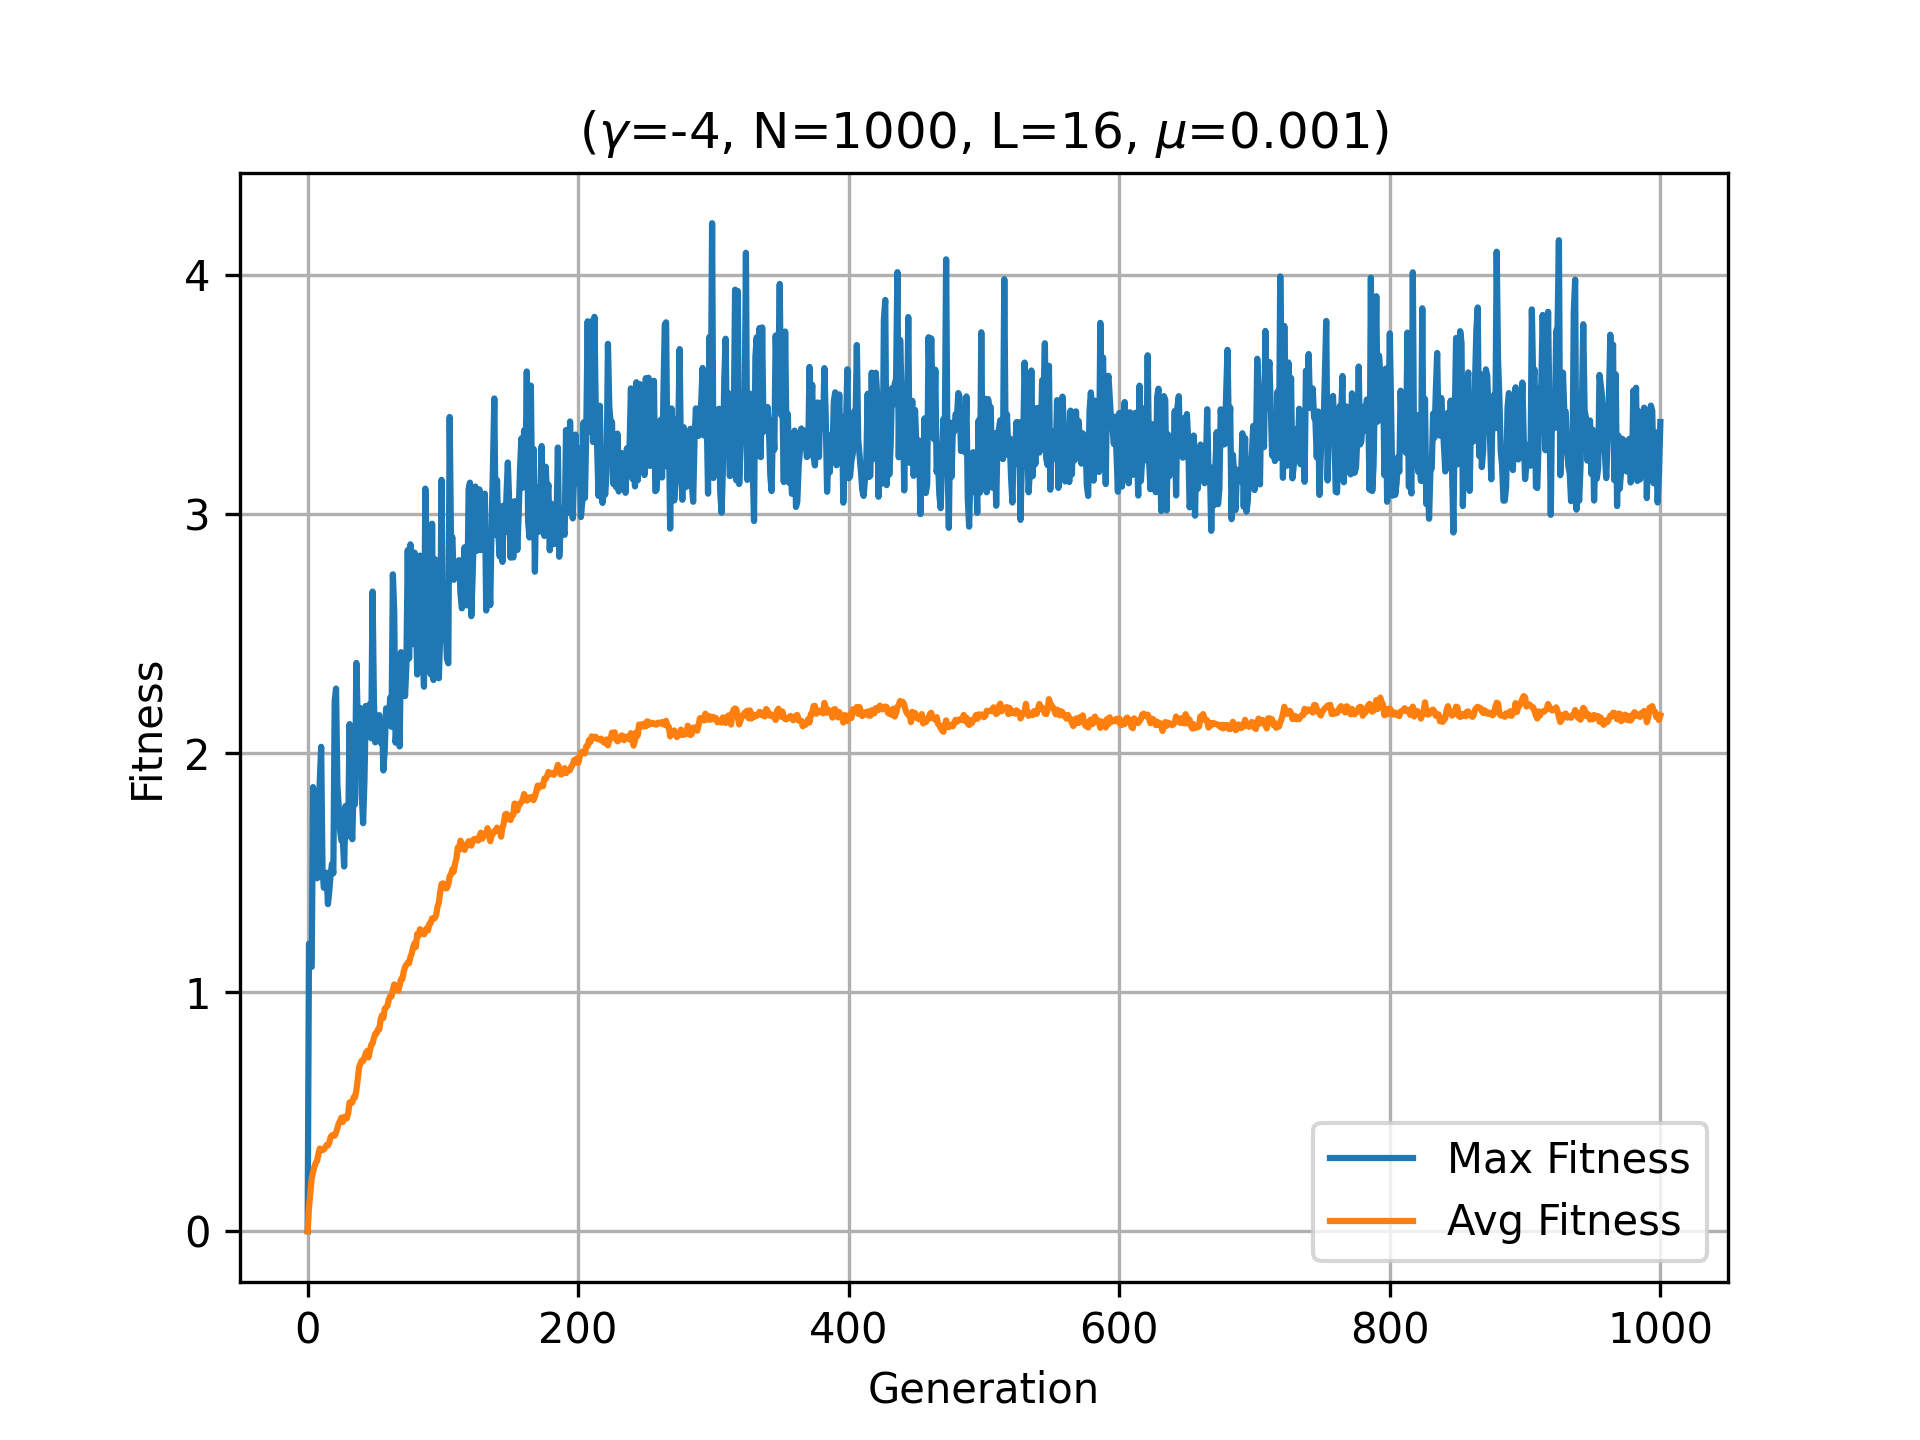 (γ=-4, N=1000, L=16, μ=0.001)
Fitness
4
3
2
1
0
Max Fitness
Avg Fitness
0 200 400 600 800 1000
Generation